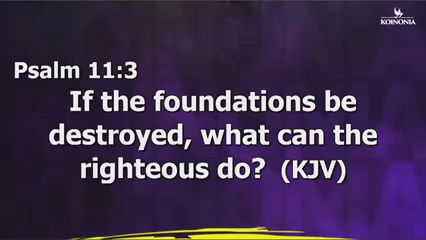 KOINONIA
Psalm 11:3
If the foundations be
destroyed, what can the
righteous do? (KJV)